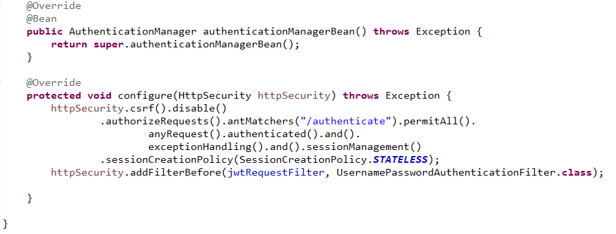 @Override
@Bean
public AuthenticationManager authenticationManagerBean() throws Exception {
return super.authenticationManagerBean();
}
@Override
protected void configure(HttpSecurity httpSecurity) throws Exception {
httpSecurity.csrf().disable()
.authorizeRequests().antMatchers("/authenticate").permitAll().
anyRequest().authenticated().and().
exceptionHandling().and().sessionManagement()
.sessionCreationPolicy(SessionCreationPolicy.STATELESS);
httpSecurity.addFilterBefore(jwtRequestFilter, UsernamePasswordAuthenticationFilter.class);
}
}